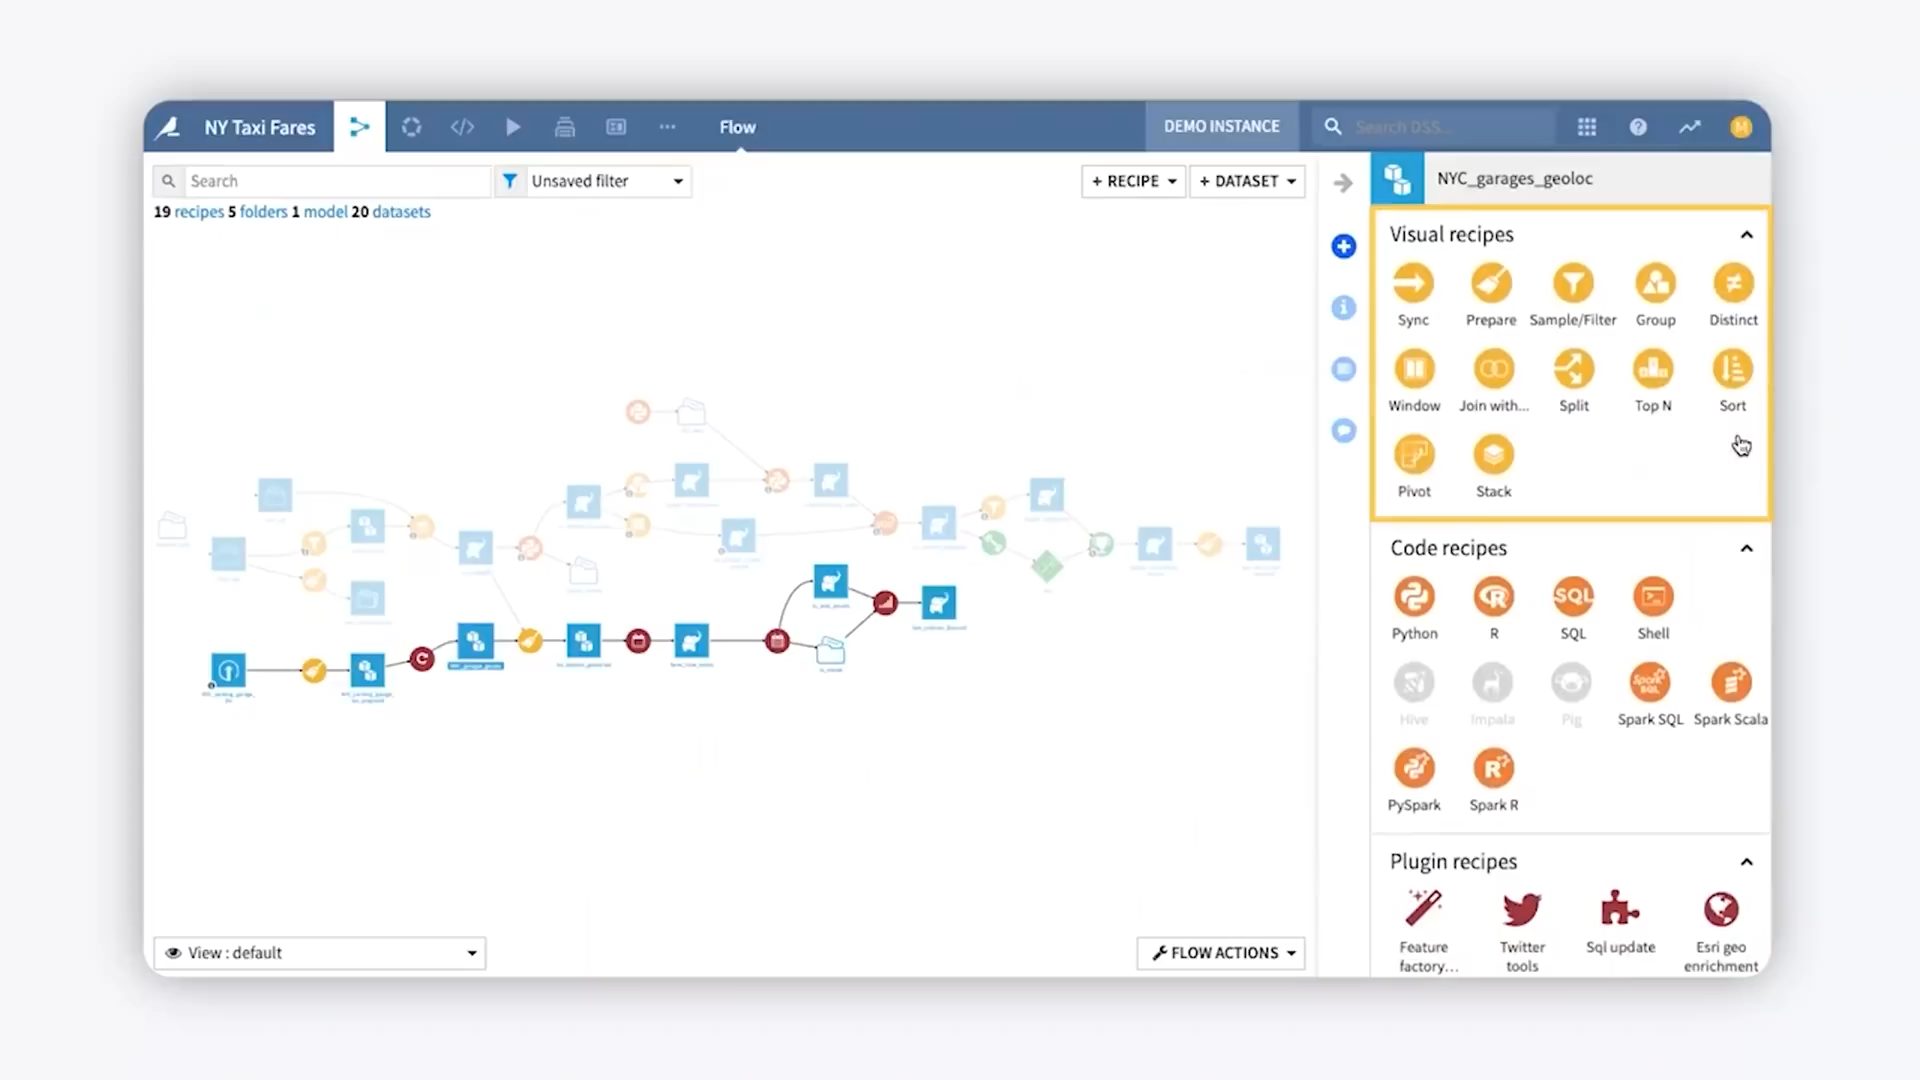 NY Taxi Fares
Flow
DEMO INSTANCE
Search DSS...
Search
Unsaved filter
+ RECIPE
+ DATASET
19 recipes 5 folders 1 model 20 datasets
NYC_garages_geoloc
Visual recipes
Sync
Prepare
Sample/Filter
Group
Distinct
Window
Join with...
Split
Top N
Sort
Pivot
Stack
Code recipes
Python
R
SQL
Shell
Hive
Impala
Pig
Spark SQL
Spark Scala
PySpark
Spark R
Plugin recipes
Feature
factory...
Twitter
tools
Sql update
Esri geo
enrichment
View : default
FLOW ACTIONS